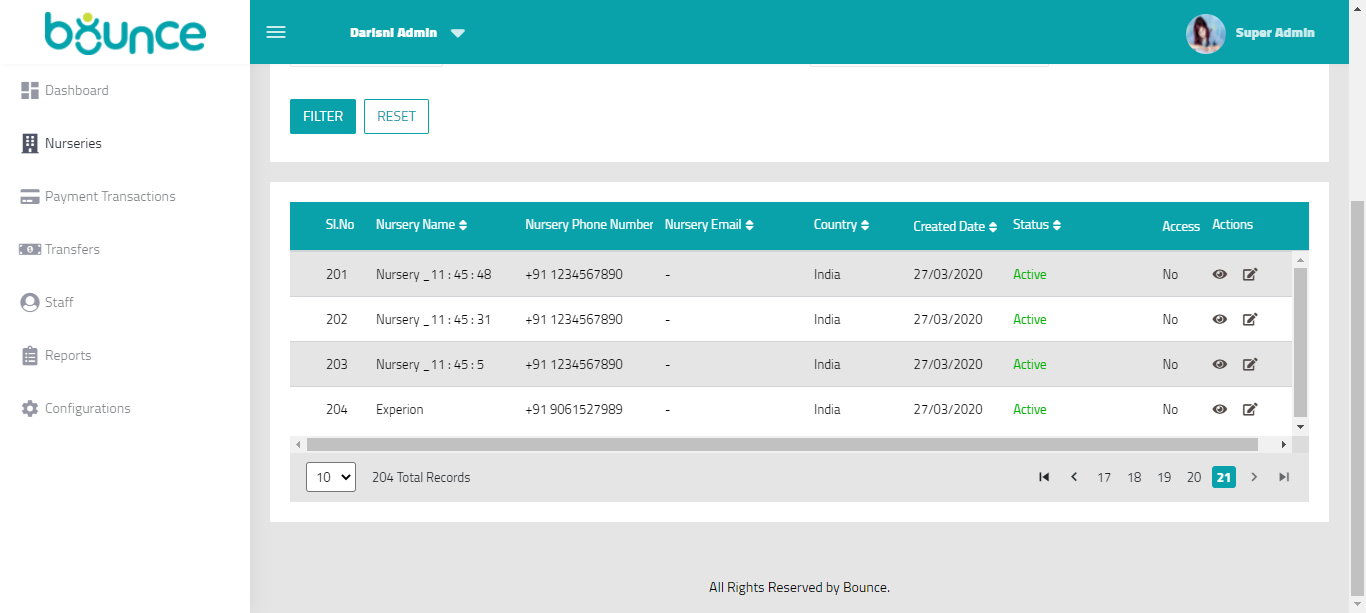 bounce
Darisni Admin
Super Admin
Dashboard
Nurseries
Payment Transactions
Transfers
Staff
Reports
Configurations
FILTER RESET
Sl.No Nursery Name Nursery Phone Number Nursery Email Country Created Date Status Access Actions
201 Nursery _11 : 45 : 48 +91 1234567890 - India 27/03/2020 Active No
202 Nursery _11 : 45 : 31 +91 1234567890 - India 27/03/2020 Active No
203 Nursery _11 : 45 : 5 +91 1234567890 - India 27/03/2020 Active No
204 Experion +91 9061527989 - India 27/03/2020 Active No
10 204 Total Records 17 18 19 20 21
All Rights Reserved by Bounce.